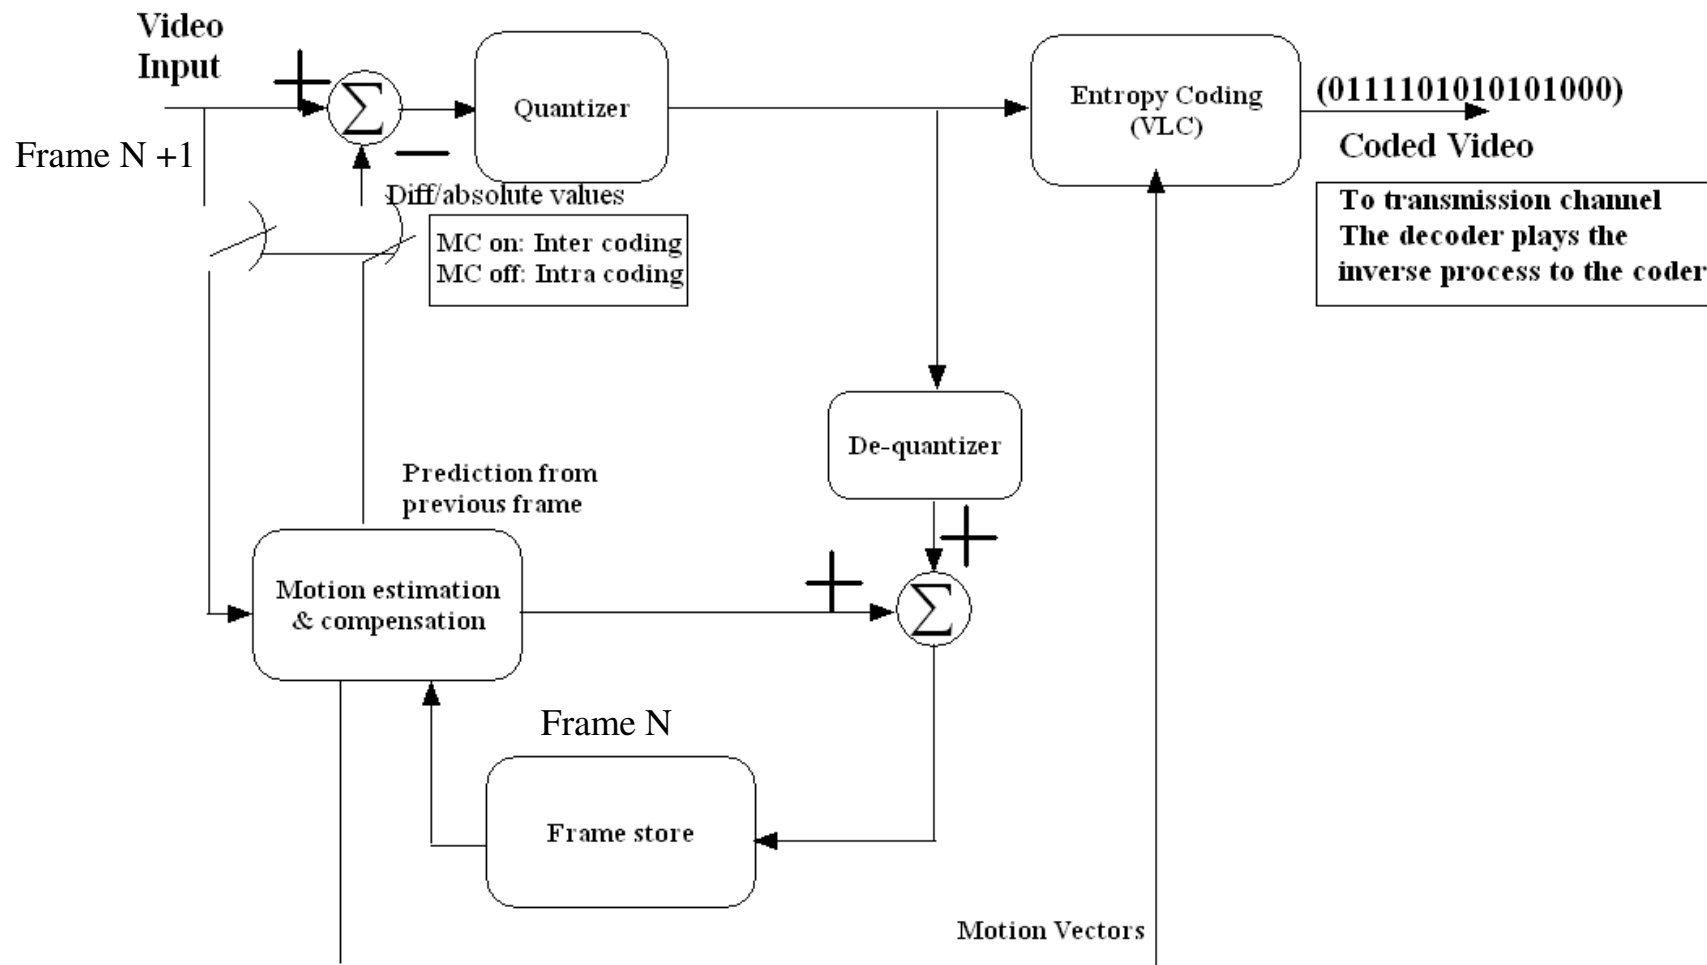 Video
Input
+
Frame N +1
Σ
−
Quantizer
Diff/absolute values
MC on: Inter coding
MC off: Intra coding
Entropy Coding
(VLC)
(0111101010101000)
Coded Video
To transmission channel
The decoder plays the
inverse process to the coder
De-quantizer
+
Prediction from
previous frame
Motion estimation
& compensation
+
Σ
Frame N
Frame store
Motion Vectors